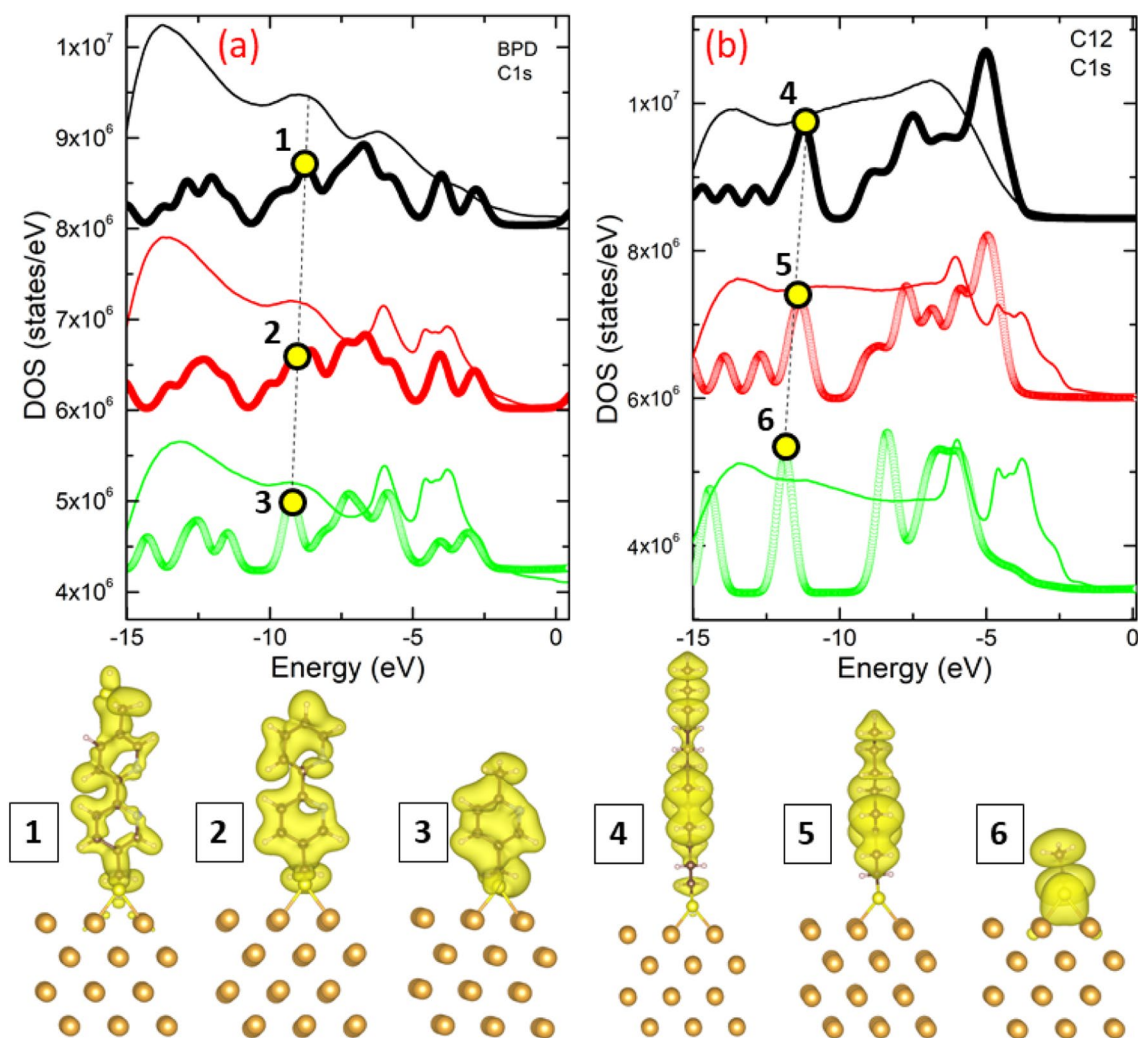 (a)
BPD
C1s
1x10⁷
9x10⁶
8x10⁶
7x10⁶
6x10⁶
5x10⁶
4x10⁶
DOS (states/eV)
1
2
3
-15
-10
-5
0
Energy (eV)
(b)
C12
C1s
1x10⁷
8x10⁶
6x10⁶
4x10⁶
DOS (states/eV)
4
5
6
-15
-10
-5
0
Energy (eV)
1
2
3
4
5
6